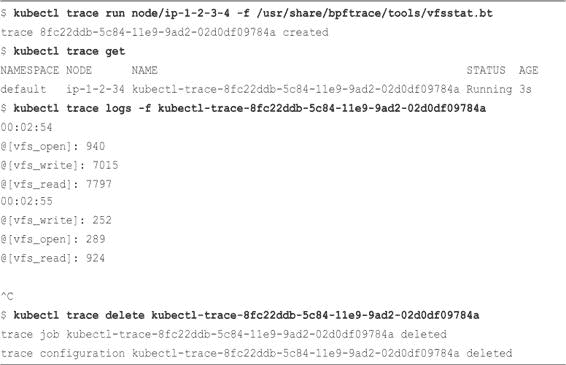 $ kubectl trace run node/ip-1-2-3-4 -f /usr/share/bpftrace/tools/vfsstat.bt
trace 8fc22ddb-5c84-11e9-9ad2-02d0df09784a created
$ kubectl trace get
NAMESPACE NODE NAME STATUS AGE
default ip-1-2-34 kubectl-trace-8fc22ddb-5c84-11e9-9ad2-02d0df09784a Running 3s
$ kubectl trace logs -f kubectl-trace-8fc22ddb-5c84-11e9-9ad2-02d0df09784a
00:02:54
@[vfs_open]: 940
@[vfs_write]: 7015
@[vfs_read]: 7797
00:02:55
@[vfs_write]: 252
@[vfs_open]: 289
@[vfs_read]: 924
^C
$ kubectl trace delete kubectl-trace-8fc22ddb-5c84-11e9-9ad2-02d0df09784a
trace job kubectl-trace-8fc22ddb-5c84-11e9-9ad2-02d0df09784a deleted
trace configuration kubectl-trace-8fc22ddb-5c84-11e9-9ad2-02d0df09784a deleted